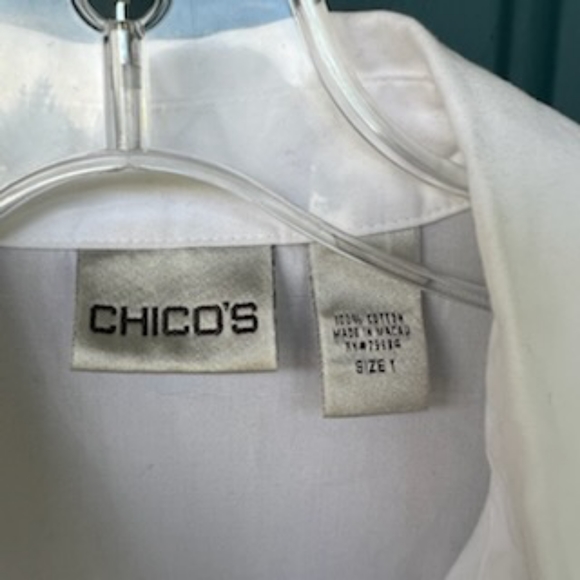 CHICO'S
100% COTTON
MADE IN MACAU
SIZE 1